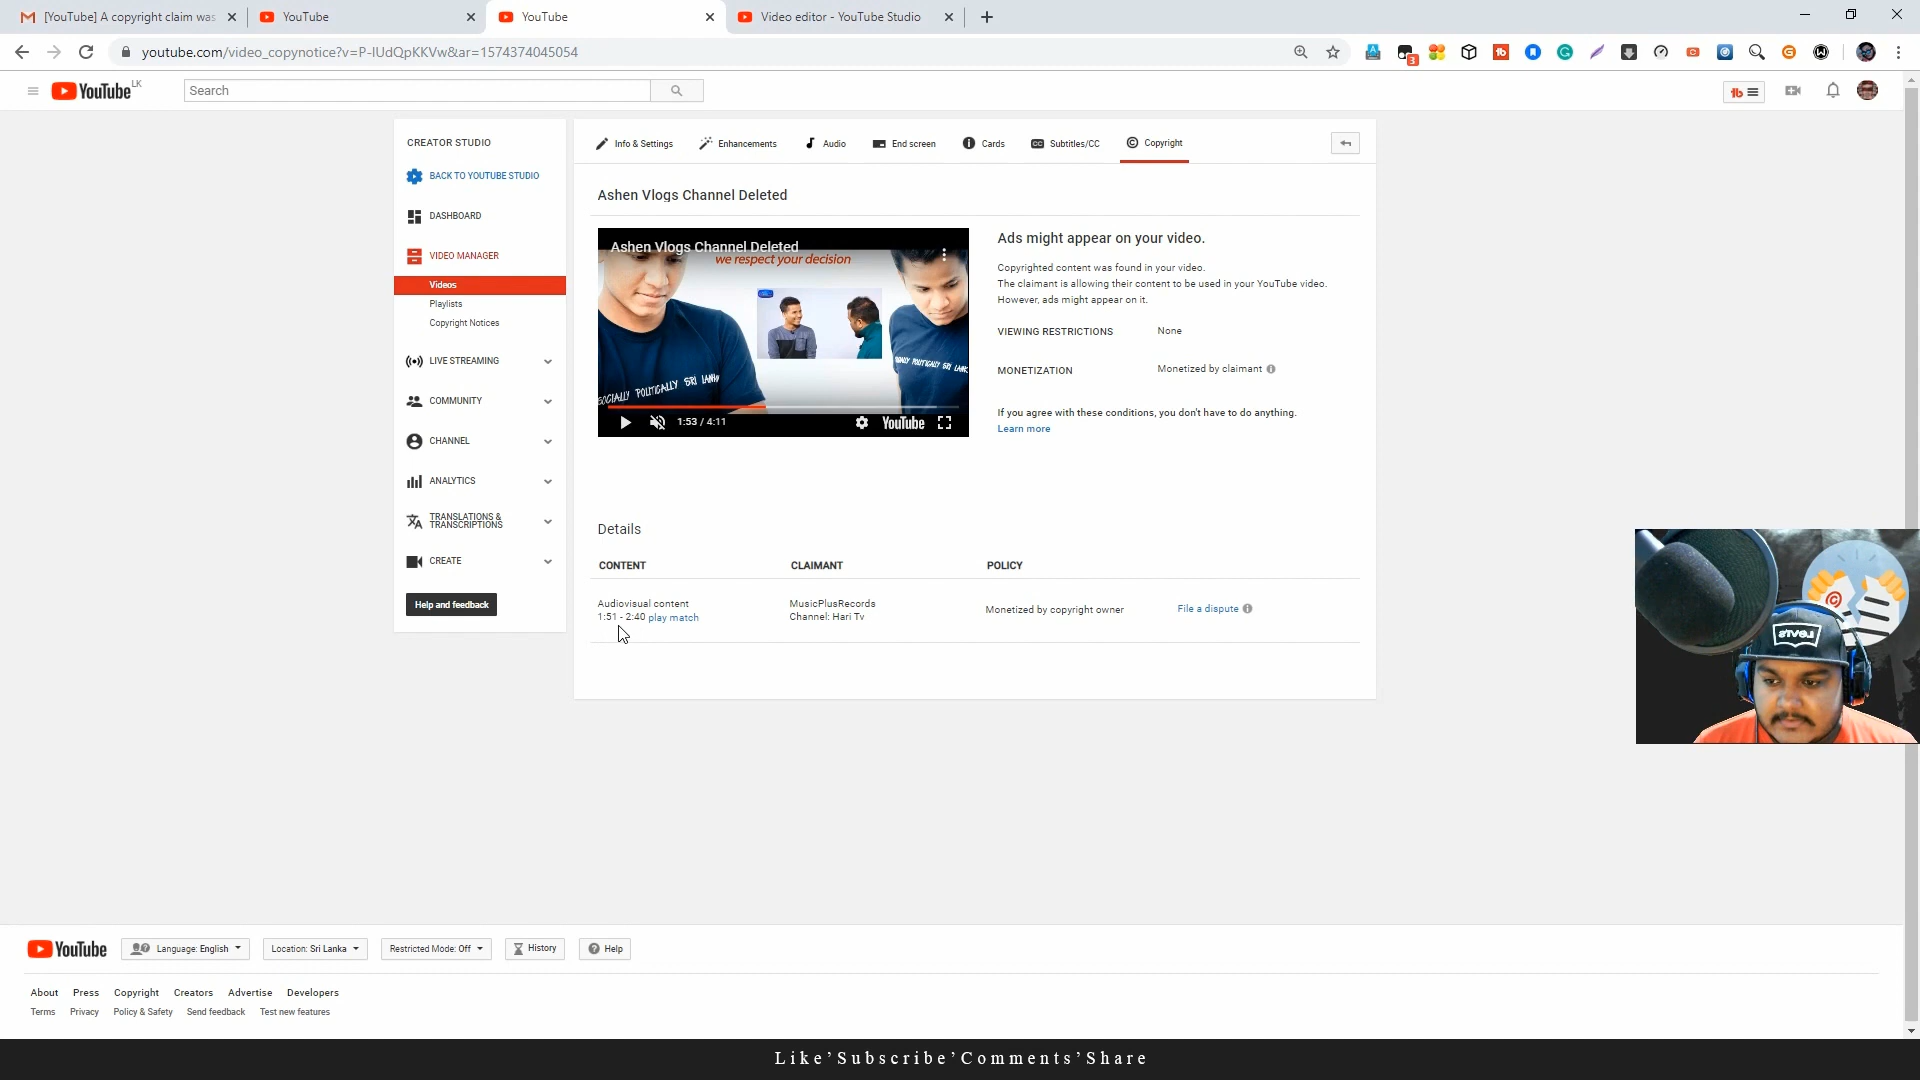 [YouTube] A copyright claim was
YouTube
YouTube
Video editor - YouTube Studio
youtube.com/video_copynotice?v=P-IUdQpKKVw&ar=1574374045054
3
YouTube LK
Search
CREATOR STUDIO
BACK TO YOUTUBE STUDIO
DASHBOARD
VIDEO MANAGER
Videos
Playlists
Copyright Notices
LIVE STREAMING
COMMUNITY
CHANNEL
ANALYTICS
TRANSLATIONS &
TRANSCRIPTIONS
CREATE
Help and feedback
Info & Settings
Enhancements
Audio
End screen
Cards
Subtitles/CC
Copyright
Ashen Vlogs Channel Deleted
Ashen Vlogs Channel Deleted
we respect your decision
SOCIALLY POLITICALLY SRI LANKA
1:53 / 4:11
YouTube
Ads might appear on your video.
Copyrighted content was found in your video.
The claimant is allowing their content to be used in your YouTube video.
However, ads might appear on it.
VIEWING RESTRICTIONS
None
MONETIZATION
Monetized by claimant
If you agree with these conditions, you don't have to do anything.
Learn more
Details
CONTENT
CLAIMANT
POLICY
Audiovisual content
1:51 - 2:40 play match
MusicPlusRecords
Channel: Hari Tv
Monetized by copyright owner
File a dispute
YouTube
Language: English
Location: Sri Lanka
Restricted Mode: Off
History
Help
About
Press
Copyright
Creators
Advertise
Developers
Terms
Privacy
Policy & Safety
Send feedback
Test new features
Like'Subscribe'Comments'Share